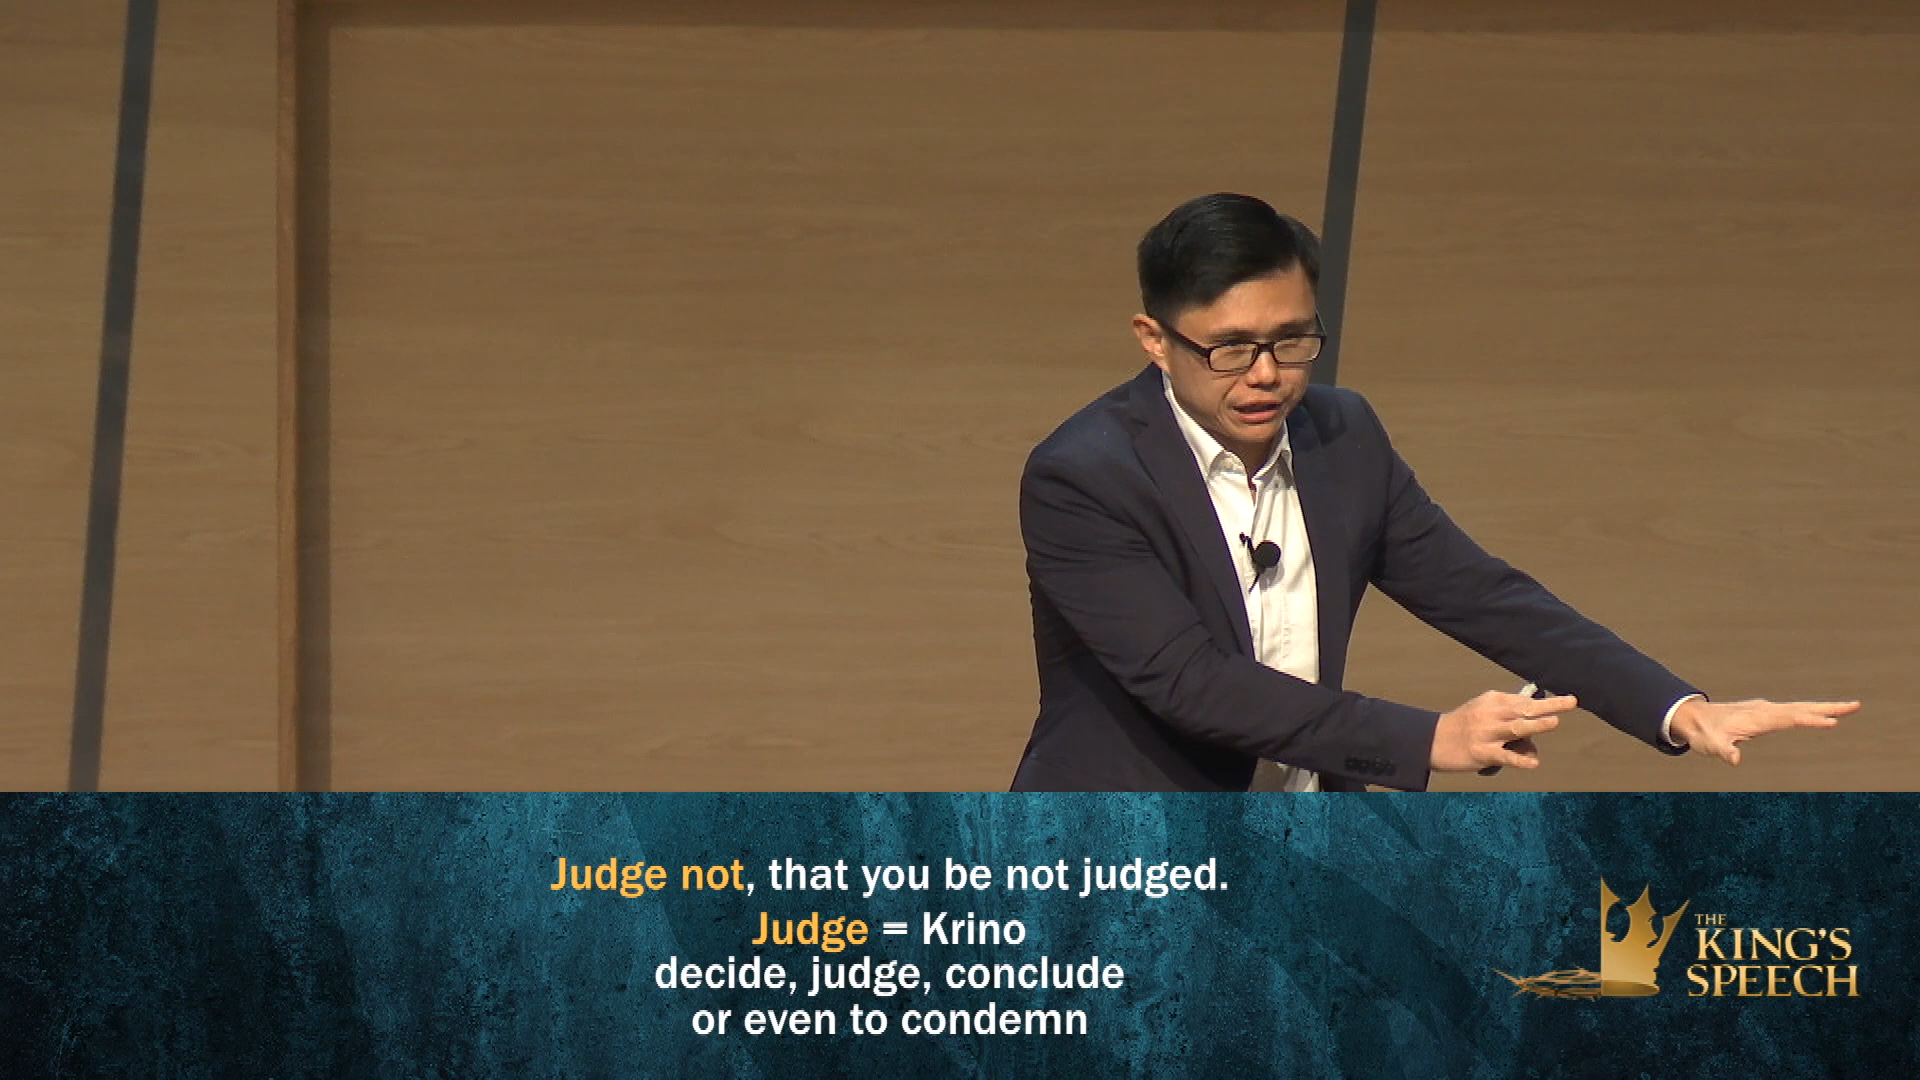 Judge not, that you be not judged.
Judge = Krino
decide, judge, conclude
or even to condemn
THE
KING'S
SPEECH